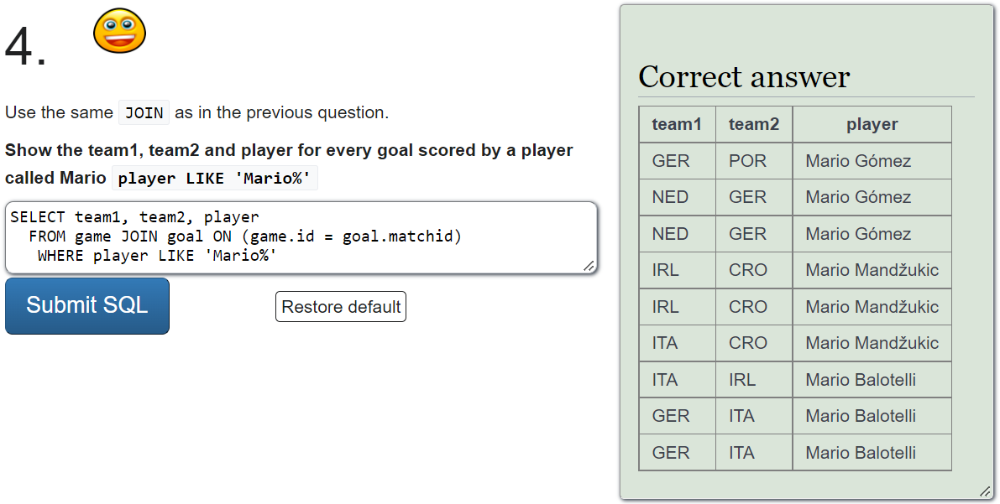 4.
Use the same JOIN as in the previous question.
Show the team1, team2 and player for every goal scored by a player
called Mario player LIKE 'Mario%'
SELECT team1, team2, player
FROM game JOIN goal ON (game.id = goal.matchid)
WHERE player LIKE 'Mario%'
Submit SQL
Restore default
Correct answer
team1 team2 player
GER POR Mario Gómez
NED GER Mario Gómez
NED GER Mario Gómez
IRL CRO Mario Mandžukic
IRL CRO Mario Mandžukic
ITA CRO Mario Mandžukic
ITA IRL Mario Balotelli
GER ITA Mario Balotelli
GER ITA Mario Balotelli